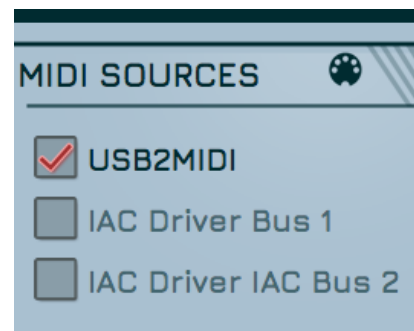 MIDI SOURCES
USB2MIDI
IAC Driver Bus 1
IAC Driver IAC Bus 2